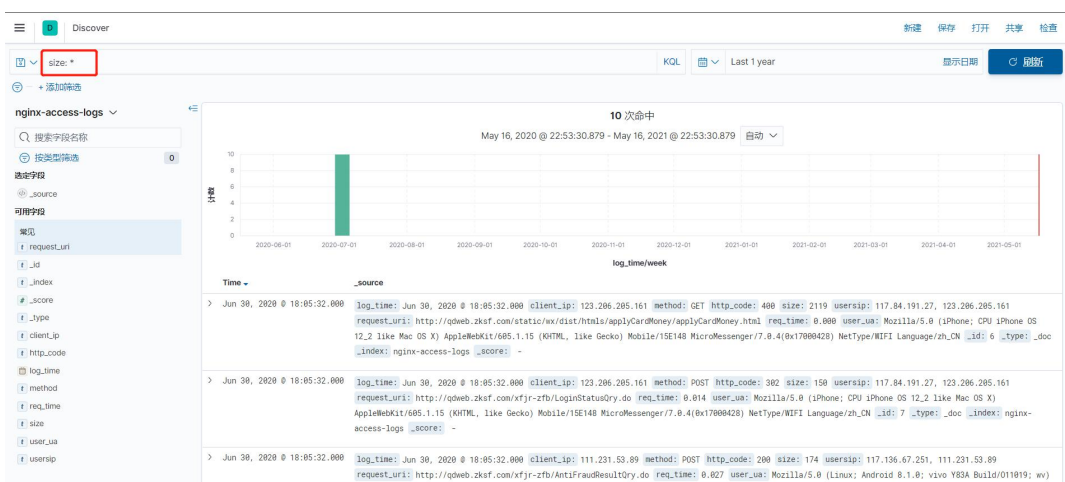 D Discover 新建 保存 打开 共享 检查
size: * KQL Last 1 year 显示日期 刷新
+ 添加筛选
nginx-access-logs
搜索字段名称
按类型筛选 0
选定字段
_source
可用字段
常见
t request_uri
t _id
t _index
# _score
t _type
t client_ip
t http_code
log_time
t method
t req_time
t size
t user_ua
t usersip
10 次命中
May 16, 2020 @ 22:53:30.879 - May 16, 2021 @ 22:53:30.879 自动
计数
10
8
6
4
2
0
2020-06-01 2020-07-01 2020-08-01 2020-09-01 2020-10-01 2020-11-01 2020-12-01 2021-01-01 2021-02-01 2021-03-01 2021-04-01 2021-05-01
log_time/week
Time _source
Jun 30, 2020 @ 18:05:32.000 log_time: Jun 30, 2020 @ 18:05:32.000 client_ip: 123.206.205.161 method: GET http_code: 400 size: 2119 usersip: 117.84.191.27, 123.206.205.161
request_uri: http://qdweb.zksf.com/static/wx/dist/htmls/applyCardMoney/applyCardMoney.html req_time: 0.000 user_ua: Mozilla/5.0 (iPhone; CPU iPhone OS
12_2 like Mac OS X) AppleWebKit/605.1.15 (KHTML, like Gecko) Mobile/15E148 MicroMessenger/7.0.4(0x17000428) NetType/WIFI Language/zh_CN _id: 6 _type: _doc
_index: nginx-access-logs _score: -
Jun 30, 2020 @ 18:05:32.000 log_time: Jun 30, 2020 @ 18:05:32.000 client_ip: 123.206.205.161 method: POST http_code: 302 size: 150 usersip: 117.84.191.27, 123.206.205.161
request_uri: http://qdweb.zksf.com/xfjr-zfb/LoginStatusQry.do req_time: 0.014 user_ua: Mozilla/5.0 (iPhone; CPU iPhone OS 12_2 like Mac OS X)
AppleWebKit/605.1.15 (KHTML, like Gecko) Mobile/15E148 MicroMessenger/7.0.4(0x17000428) NetType/WIFI Language/zh_CN _id: 7 _type: _doc _index: nginx-
access-logs _score: -
Jun 30, 2020 @ 18:05:32.000 log_time: Jun 30, 2020 @ 18:05:32.000 client_ip: 111.231.53.89 method: POST http_code: 200 size: 174 usersip: 117.136.67.251, 111.231.53.89
request_uri: http://qdweb.zksf.com/xfjr-zfb/AntiFraudResultQry.do req_time: 0.027 user_ua: Mozilla/5.0 (Linux; Android 8.1.0; vivo Y83A Build/O11019; wv)